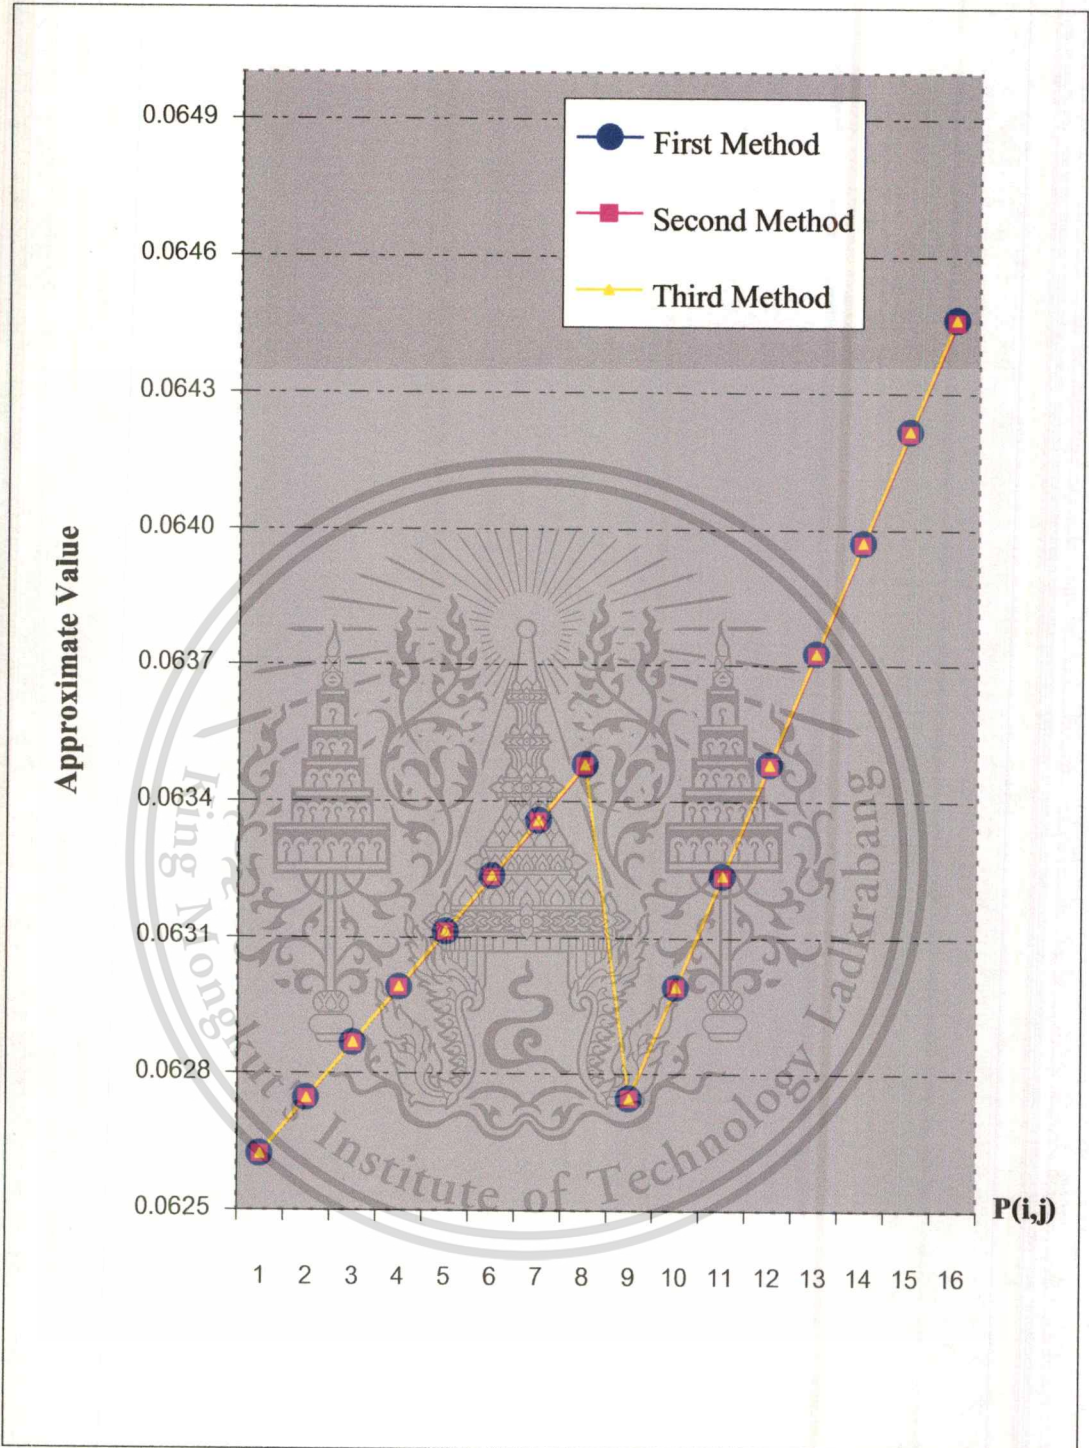 0.0649
0.0646
0.0643
0.0640
0.0637
0.0634
0.0631
0.0628
0.0625
Approximate Value
First Method
Second Method
Third Method
P(i,j)
1 2 3 4 5 6 7 8 9 10 11 12 13 14 15 16
King Mongkut's Institute of Technology Ladkrabang